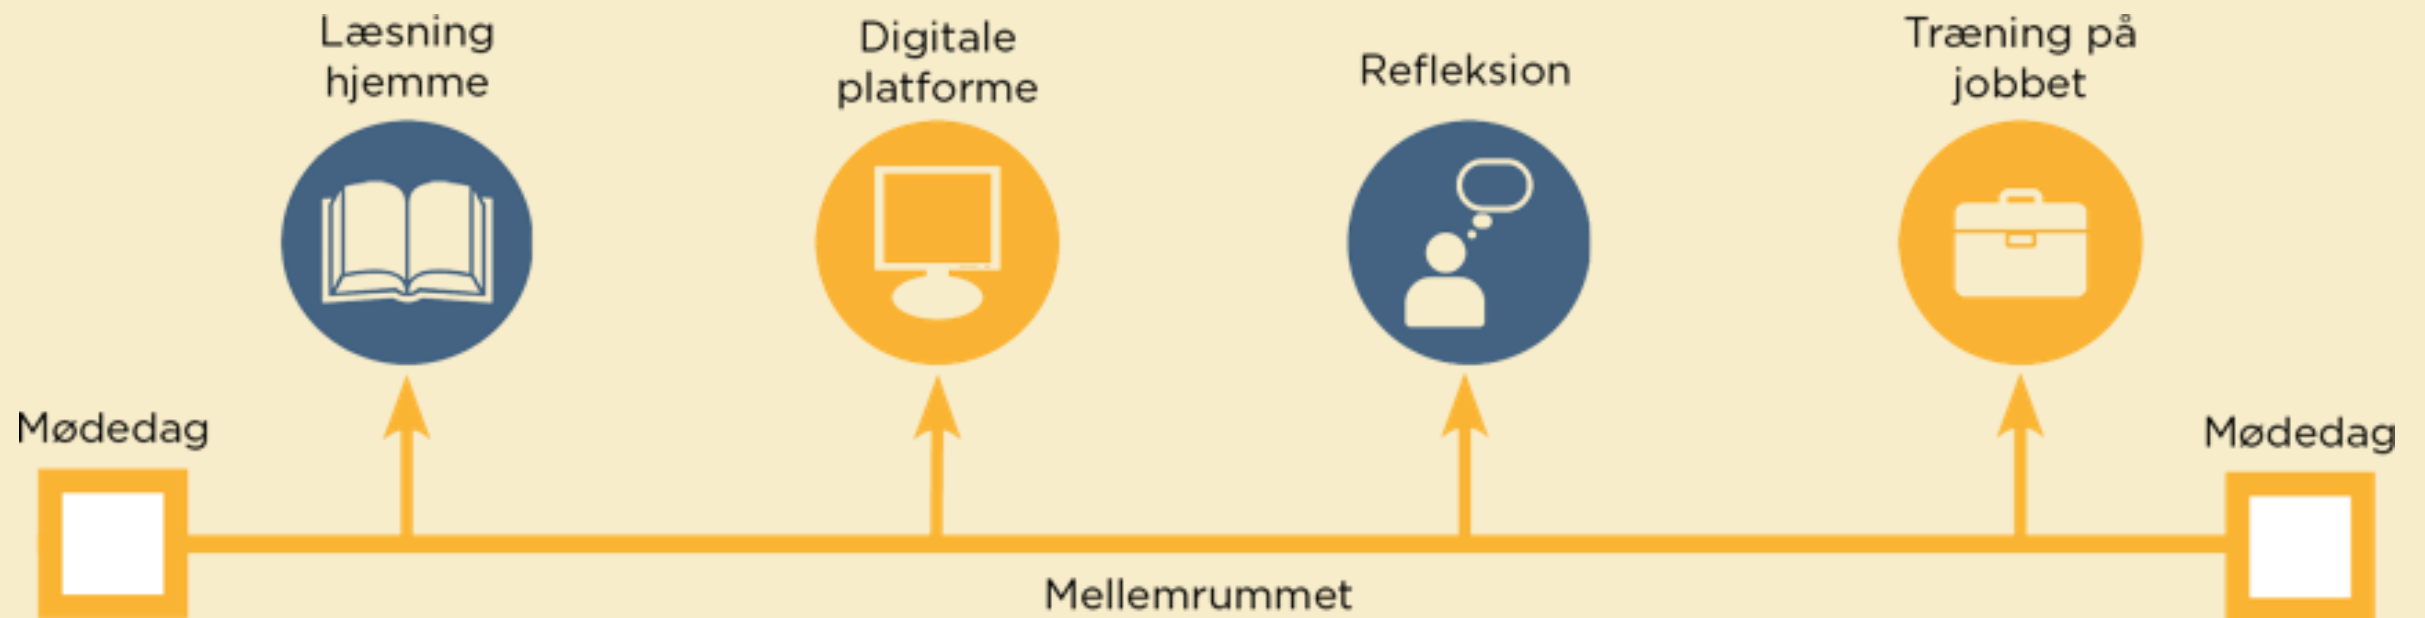 Læsning
hjemme
Digitale
platforme
Refleksion
Træning på
jobbet
Mødedag
Mødedag
Mellemrummet